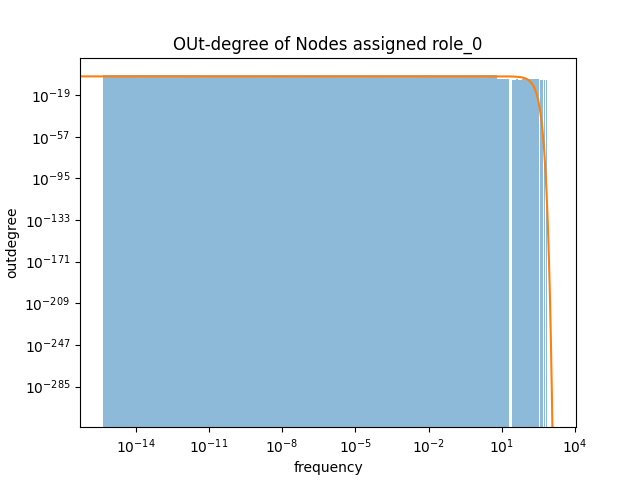 OUt-degree of Nodes assigned role_0
outdegree
10^{-19}
10^{-57}
10^{-95}
10^{-133}
10^{-171}
10^{-209}
10^{-247}
10^{-285}
10^{-14} 10^{-11} 10^{-8} 10^{-5} 10^{-2} 10^{1} 10^{4}
frequency